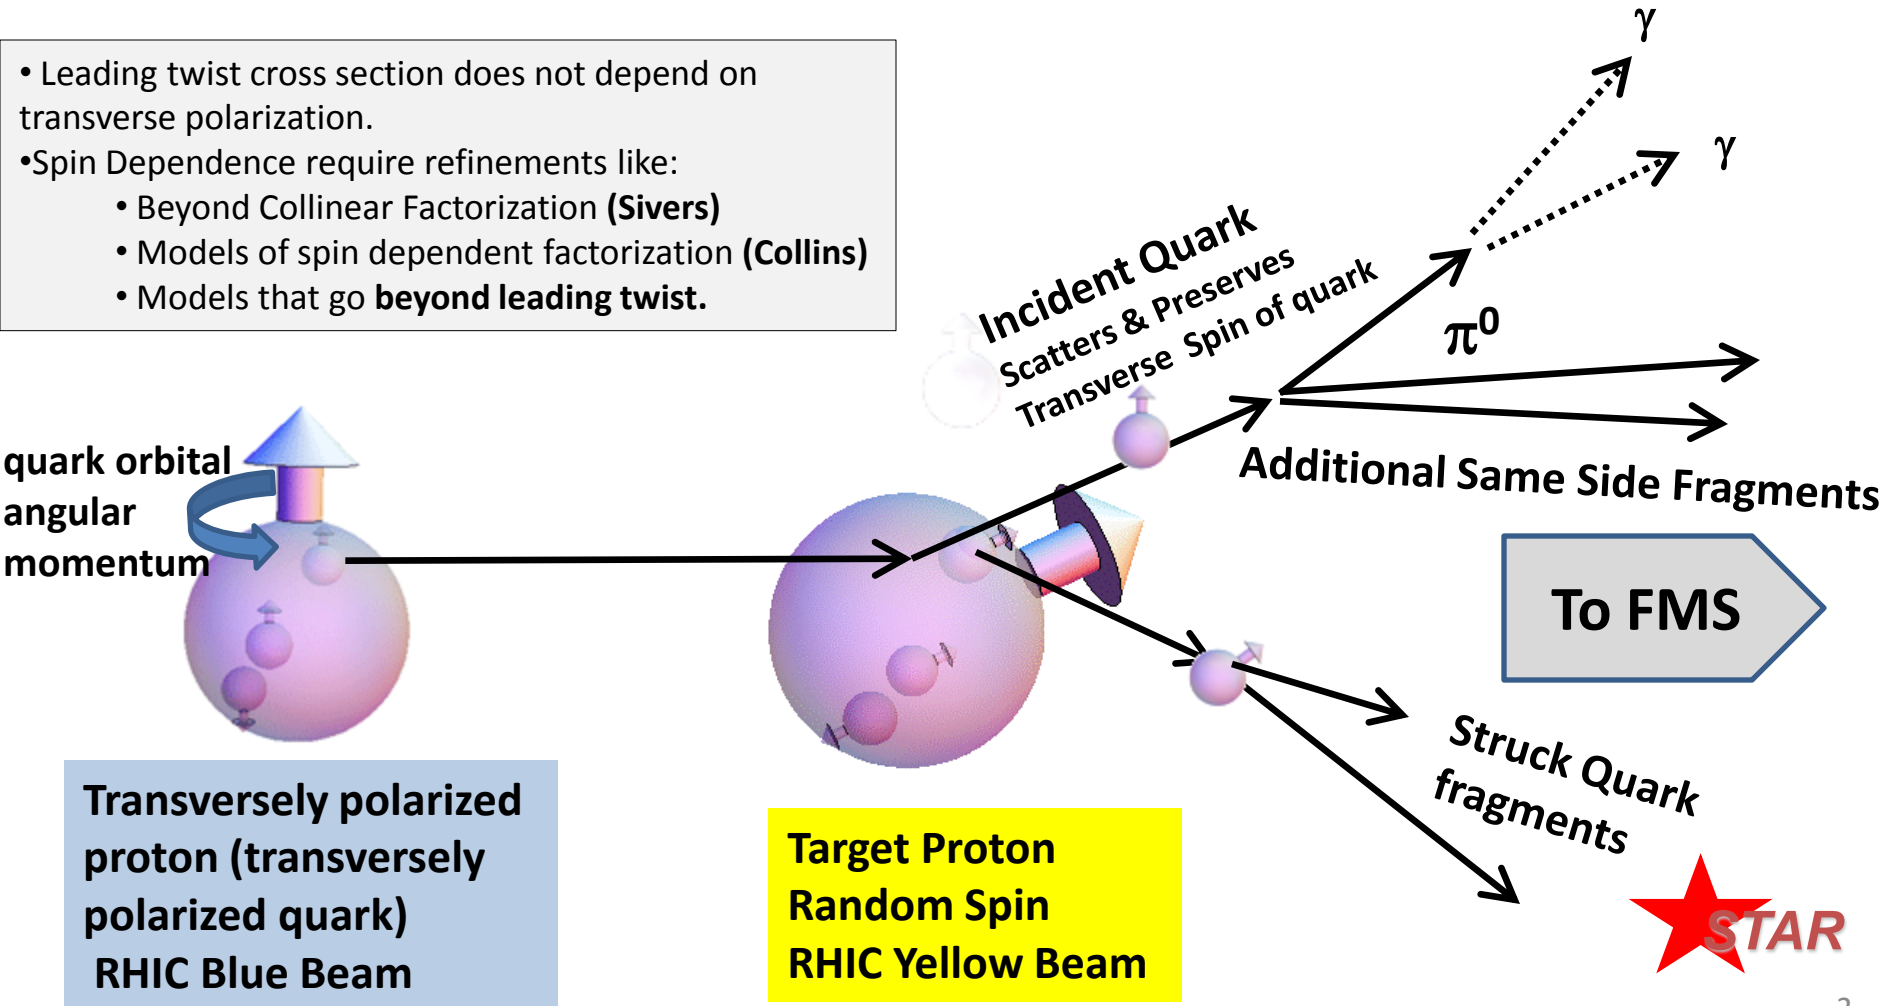 • Leading twist cross section does not depend on
transverse polarization.
•Spin Dependence require refinements like:
• Beyond Collinear Factorization (Sivers)
• Models of spin dependent factorization (Collins)
• Models that go beyond leading twist.
γ
γ
Incident Quark
Scatters & Preserves
Transverse Spin of quark
π⁰
quark orbital
angular
momentum
Additional Same Side Fragments
To FMS
Struck Quark
fragments
Transversely polarized
proton (transversely
polarized quark)
RHIC Blue Beam
Target Proton
Random Spin
RHIC Yellow Beam
STAR